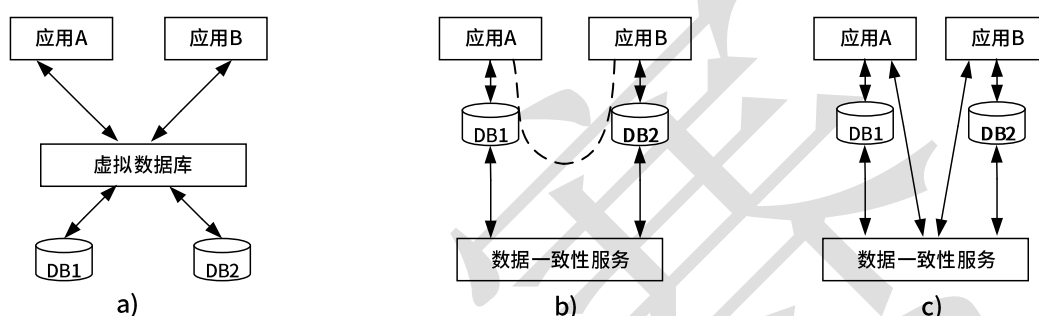 应用A 应用B 应用A 应用B 应用A 应用B
DB1 DB2 DB1 DB2
虚拟数据库
数据一致性服务 数据一致性服务
DB1 DB2
a) b) c)